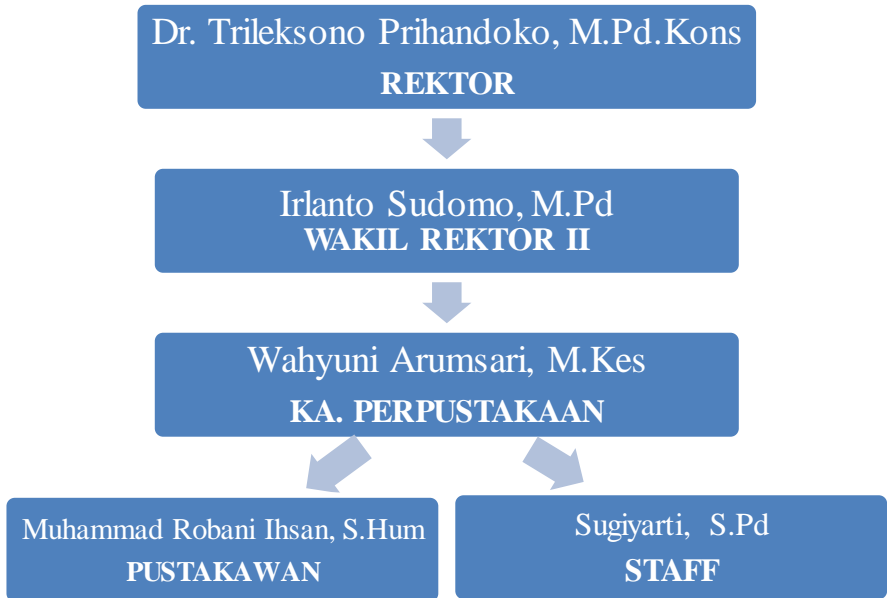 Dr. Trileksono Prihandoko, M.Pd.Kons
REKTOR
Irlanto Sudomo, M.Pd
WAKIL REKTOR II
Wahyuni Arumsari, M.Kes
KA. PERPUSTAKAAN
Muhammad Robani Ihsan, S.Hum
PUSTAKAWAN
Sugiyarti, S.Pd
STAFF